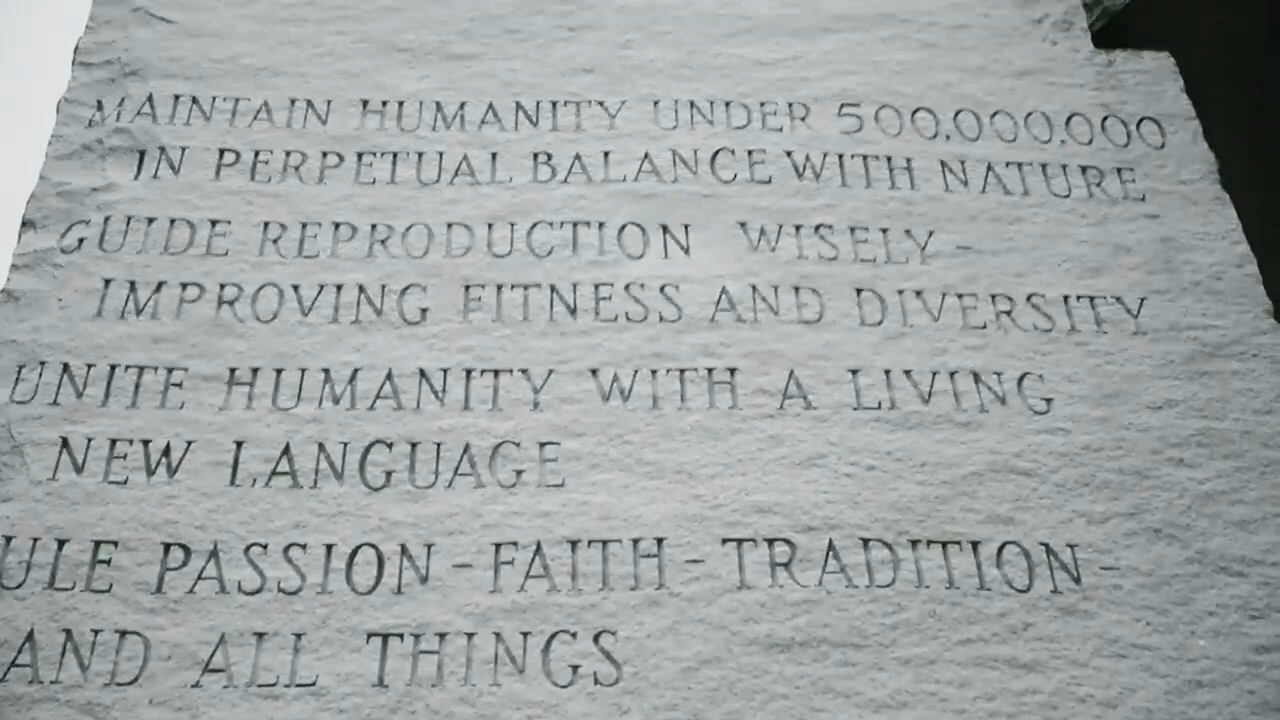 MAINTAIN HUMANITY UNDER 500,000,000
IN PERPETUAL BALANCE WITH NATURE
GUIDE REPRODUCTION WISELY -
IMPROVING FITNESS AND DIVERSITY
UNITE HUMANITY WITH A LIVING
NEW LANGUAGE
ULE PASSION - FAITH - TRADITION -
AND ALL THINGS